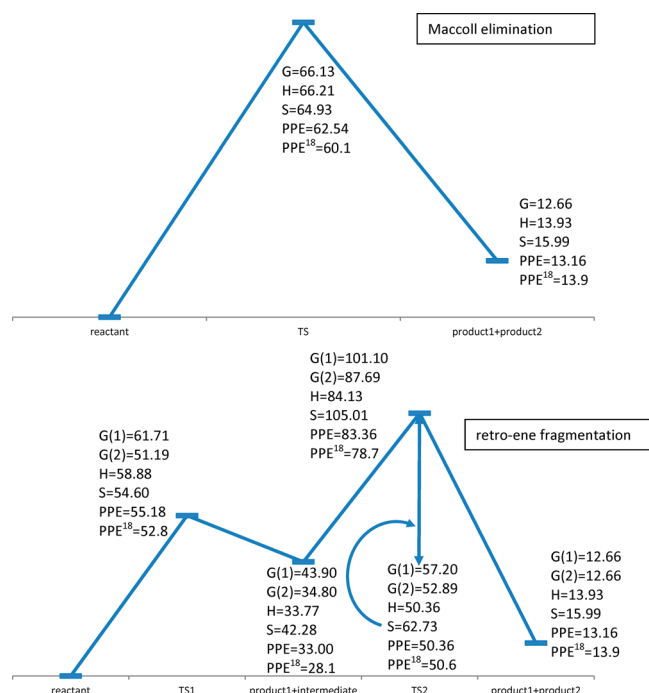 Maccoll elimination
G=66.13
H=66.21
S=64.93
PPE=62.54
PPE¹⁸=60.1
G=12.66
H=13.93
S=15.99
PPE=13.16
PPE¹⁸=13.9
reactant TS product1+product2
G(1)=101.10
G(2)=87.69
H=84.13
S=105.01
PPE=83.36
PPE¹⁸=78.7
retro-ene fragmentation
G(1)=61.71
G(2)=51.19
H=58.88
S=54.60
PPE=55.18
PPE¹⁸=52.8
G(1)=43.90
G(2)=34.80
H=33.77
S=42.28
PPE=33.00
PPE¹⁸=28.1
G(1)=57.20
G(2)=52.89
H=50.36
S=62.73
PPE=50.36
PPE¹⁸=50.6
G(1)=12.66
G(2)=12.66
H=13.93
S=15.99
PPE=13.16
PPE¹⁸=13.9
reactant TS1 product1+intermediate TS2 product1+product2